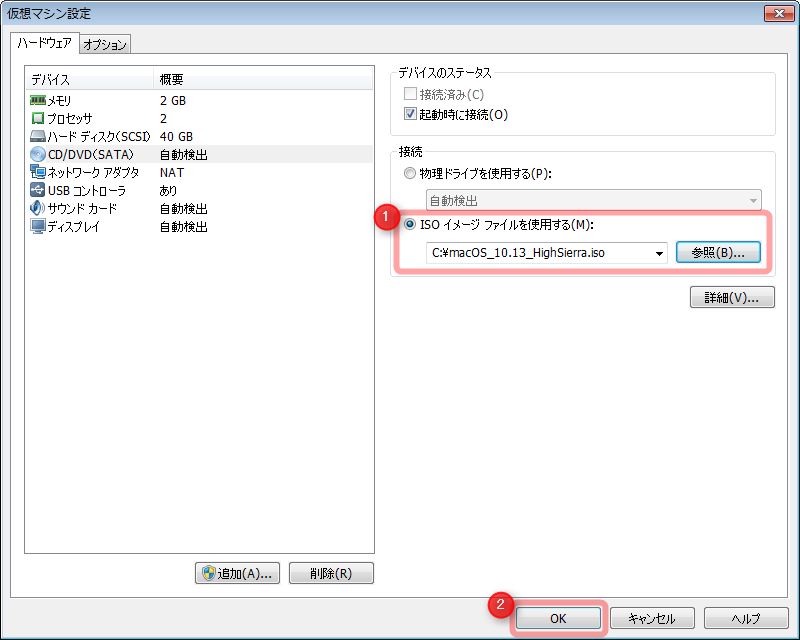 仮想マシン設定
ハードウェア オプション
デバイス 概要
メモリ 2 GB
プロセッサ 2
ハード ディスク(SCSI) 40 GB
CD/DVD(SATA) 自動検出
ネットワーク アダプタ NAT
USB コントローラ あり
サウンド カード 自動検出
ディスプレイ 自動検出
追加(A)... 削除(R)
デバイスのステータス
接続済み(C)
起動時に接続(O)
接続
物理ドライブを使用する(P):
自動検出
1
ISO イメージ ファイルを使用する(M):
C:¥macOS_10.13_HighSierra.iso 参照(B)...
詳細(V)...
2
OK キャンセル ヘルプ